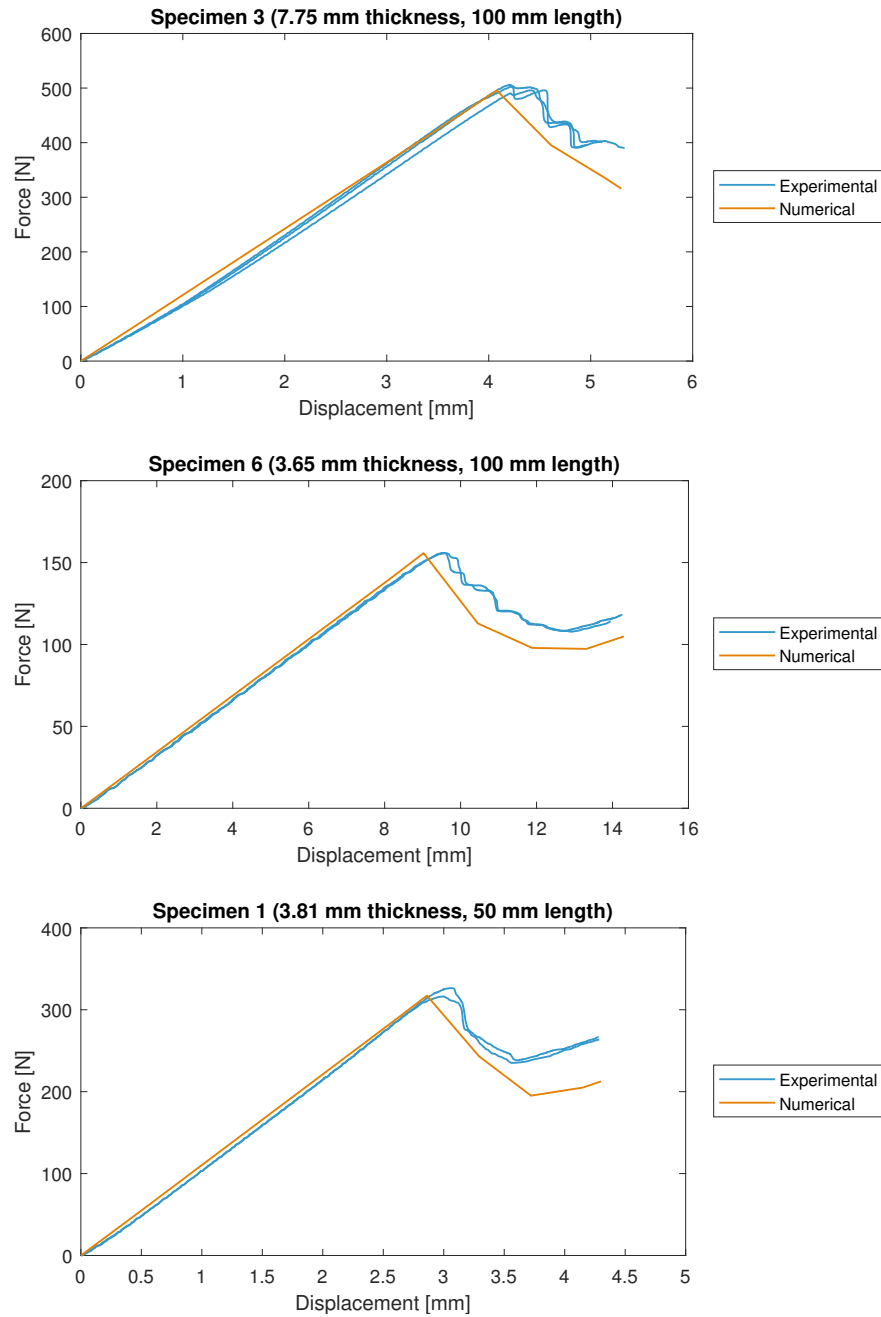 Specimen 3 (7.75 mm thickness, 100 mm length)
600
500
400
300
200
100
0
Force [N]
0 1 2 3 4 5 6
Displacement [mm]
Experimental
Numerical
Specimen 6 (3.65 mm thickness, 100 mm length)
200
150
100
50
0
Force [N]
0 2 4 6 8 10 12 14 16
Displacement [mm]
Experimental
Numerical
Specimen 1 (3.81 mm thickness, 50 mm length)
400
300
200
100
0
Force [N]
0 0.5 1 1.5 2 2.5 3 3.5 4 4.5 5
Displacement [mm]
Experimental
Numerical